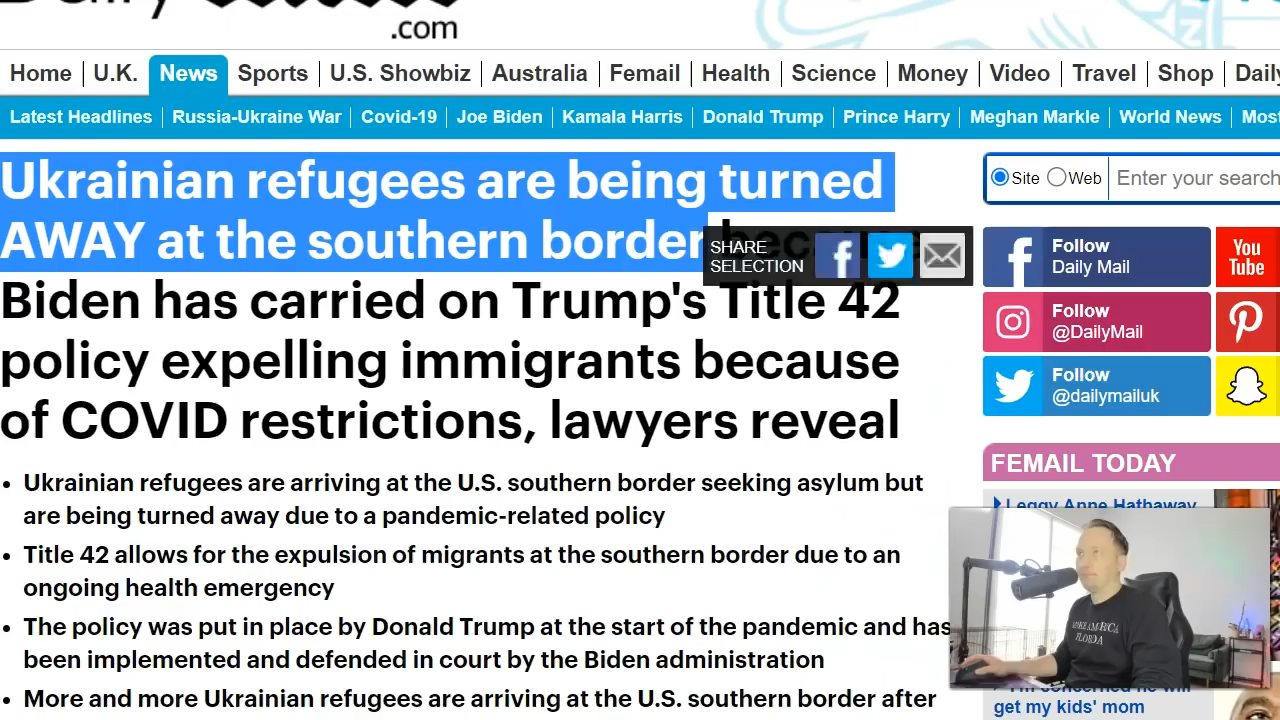 .com
Home U.K. News Sports U.S. Showbiz Australia Femail Health Science Money Video Travel Shop
Latest Headlines Russia-Ukraine War Covid-19 Joe Biden Kamala Harris Donald Trump Prince Harry Meghan Markle World News
Ukrainian refugees are being turned
AWAY at the southern border
Biden has carried on Trump's Title 42
policy expelling immigrants because
of COVID restrictions, lawyers reveal
SHARE
SELECTION
Ukrainian refugees are arriving at the U.S. southern border seeking asylum but
are being turned away due to a pandemic-related policy
Title 42 allows for the expulsion of migrants at the southern border due to an
ongoing health emergency
The policy was put in place by Donald Trump at the start of the pandemic and has
been implemented and defended in court by the Biden administration
More and more Ukrainian refugees are arriving at the U.S. southern border after
Site Web Enter your search
Follow
Daily Mail
You
Tube
Follow
@DailyMail
Follow
@dailymailuk
FEMAIL TODAY
Leggy Anne Hathaway
FLORIDA
get my kids' mom